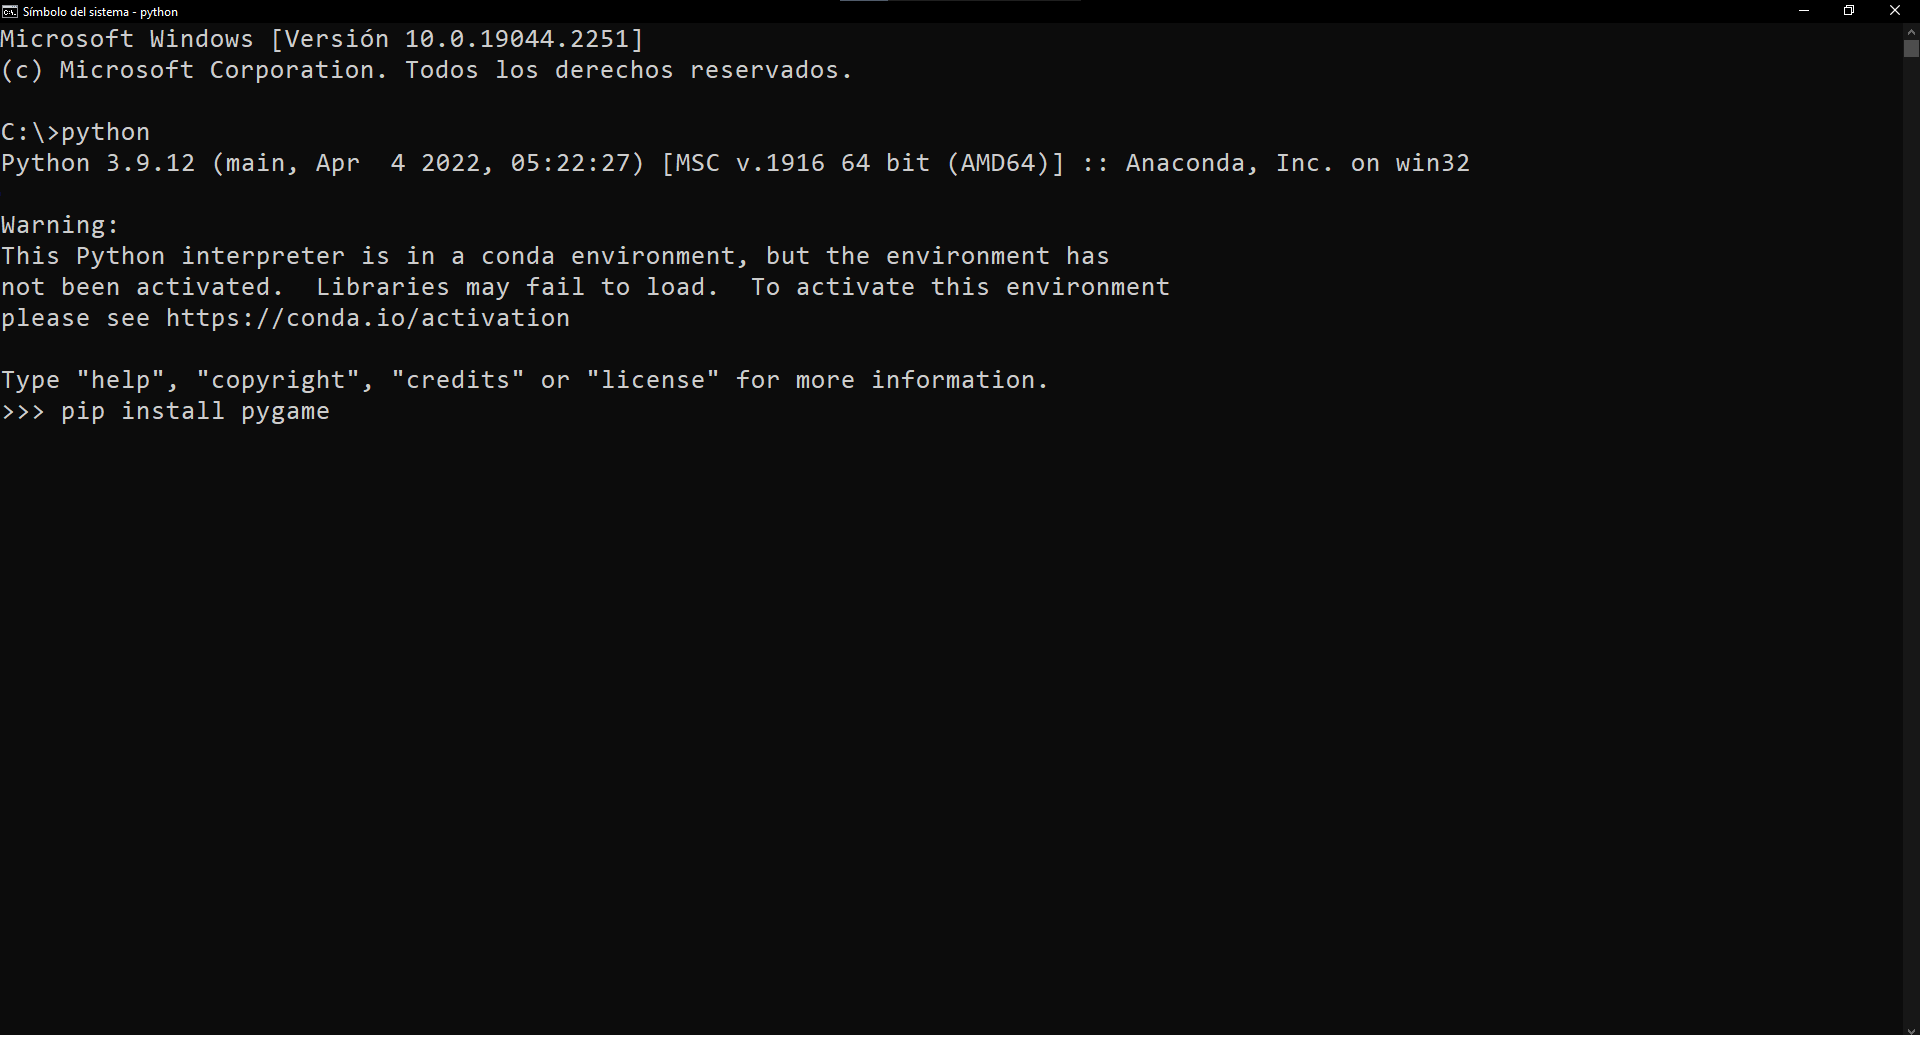 Símbolo del sistema - python
Microsoft Windows [Versión 10.0.19044.2251]
(c) Microsoft Corporation. Todos los derechos reservados.
C:\>python
Python 3.9.12 (main, Apr  4 2022, 05:22:27) [MSC v.1916 64 bit (AMD64)] :: Anaconda, Inc. on win32
Warning:
This Python interpreter is in a conda environment, but the environment has
not been activated.  Libraries may fail to load.  To activate this environment
please see https://conda.io/activation
Type "help", "copyright", "credits" or "license" for more information.
>>> pip install pygame